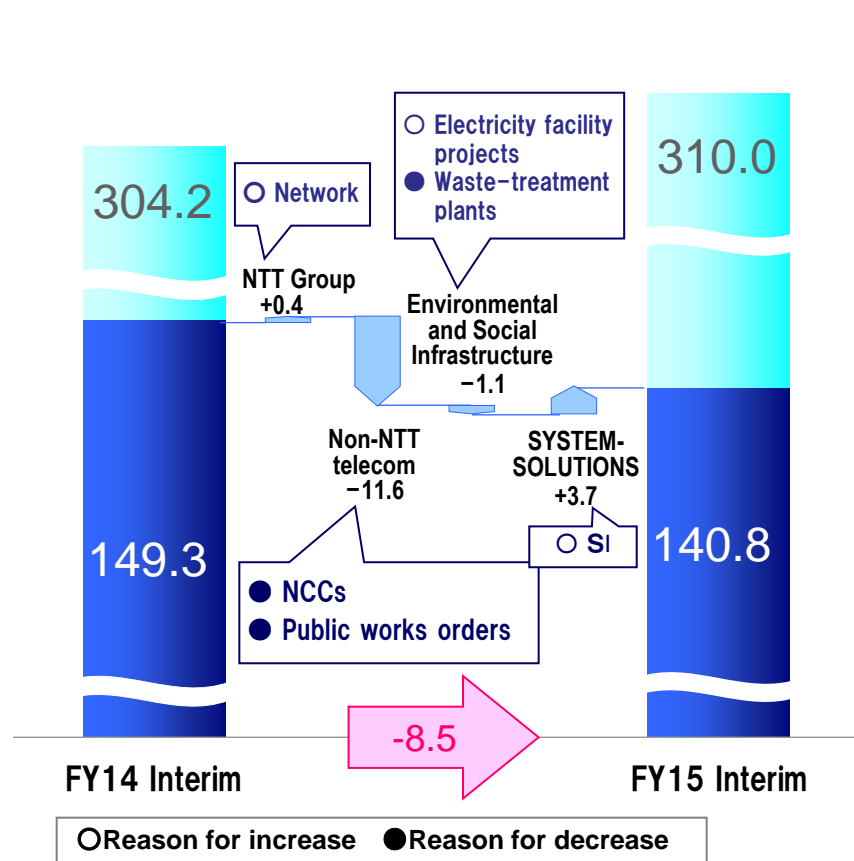 304.2
149.3
○ Network
NTT Group
+0.4
○ Electricity facility
projects
● Waste-treatment
plants
Environmental
and Social
Infrastructure
−1.1
Non-NTT
telecom
−11.6
● NCCs
● Public works orders
SYSTEM-
SOLUTIONS
+3.7
○ SI
310.0
140.8
-8.5
FY14 Interim
FY15 Interim
○Reason for increase ●Reason for decrease